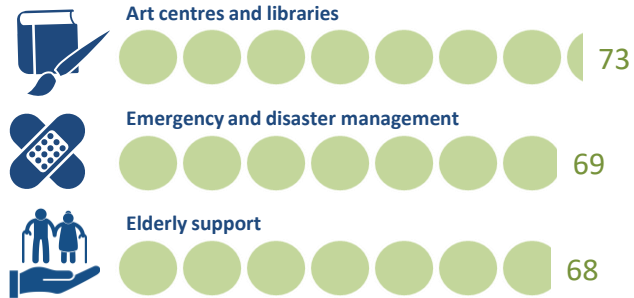 Art centres and libraries
73
Emergency and disaster management
69
Elderly support
68